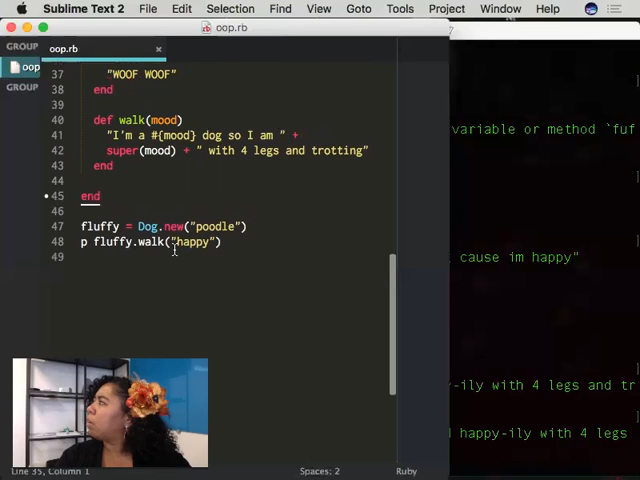 Sublime Text 2 File Edit Selection Find View Goto Tools Project Window Help
oop.rb
GROUP
oop.rb
oop
GROUP
37 "WOOF WOOF"
38 end
39
40 def walk(mood)
41 "I'm a #{mood} dog so I am " +
42 super(mood) + " with 4 legs and trotting"
43 end
44
45 end
46
47 fluffy = Dog.new("poodle")
48 p fluffy.walk("happy")
49
Line 35, Column 1 Spaces: 2 Ruby
variable or method `fuf
cause im happy"
-ily with 4 legs and tr
d happy-ily with 4 legs